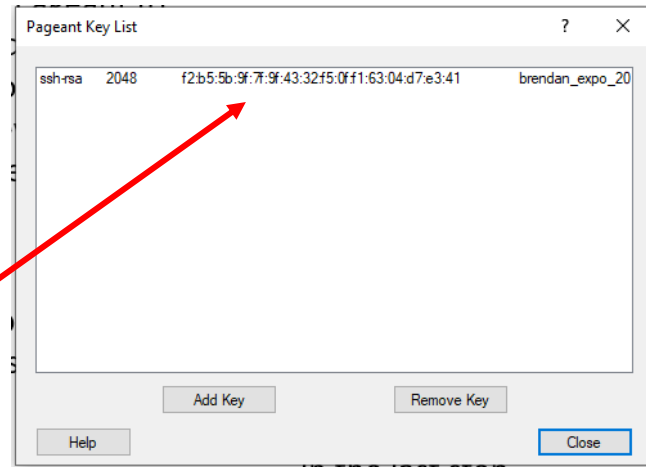 Pageant Key List ? ×
ssh-rsa 2048 f2:b5:5b:9f:7f:9f:43:32:f5:0f:f1:63:04:d7:e3:41 brendan_expo_20
Add Key Remove Key
Help Close